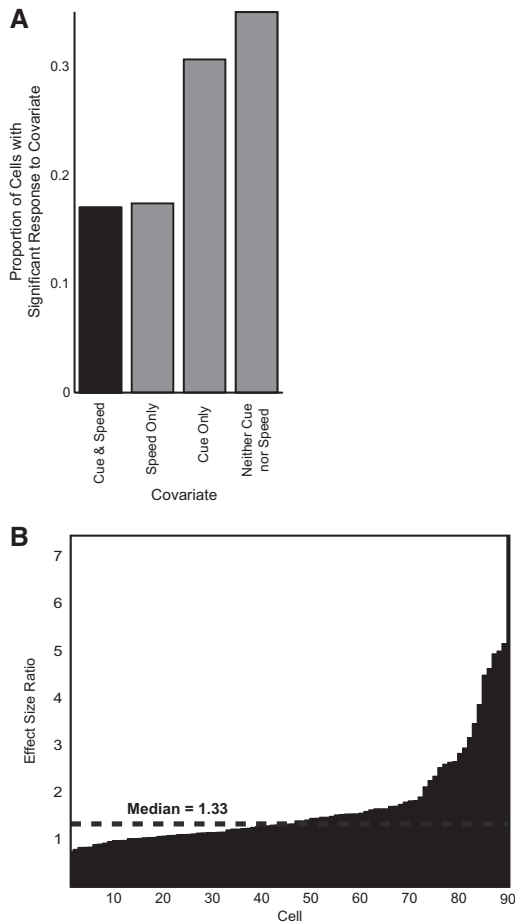 A
Proportion of Cells with
Significant Response to Covariate
0.3
0.2
0.1
0
Cue & Speed
Speed Only
Cue Only
Neither Cue
nor Speed
Covariate
B
Effect Size Ratio
7
6
5
4
3
2
1
Median = 1.33
10 20 30 40 50 60 70 80 90
Cell